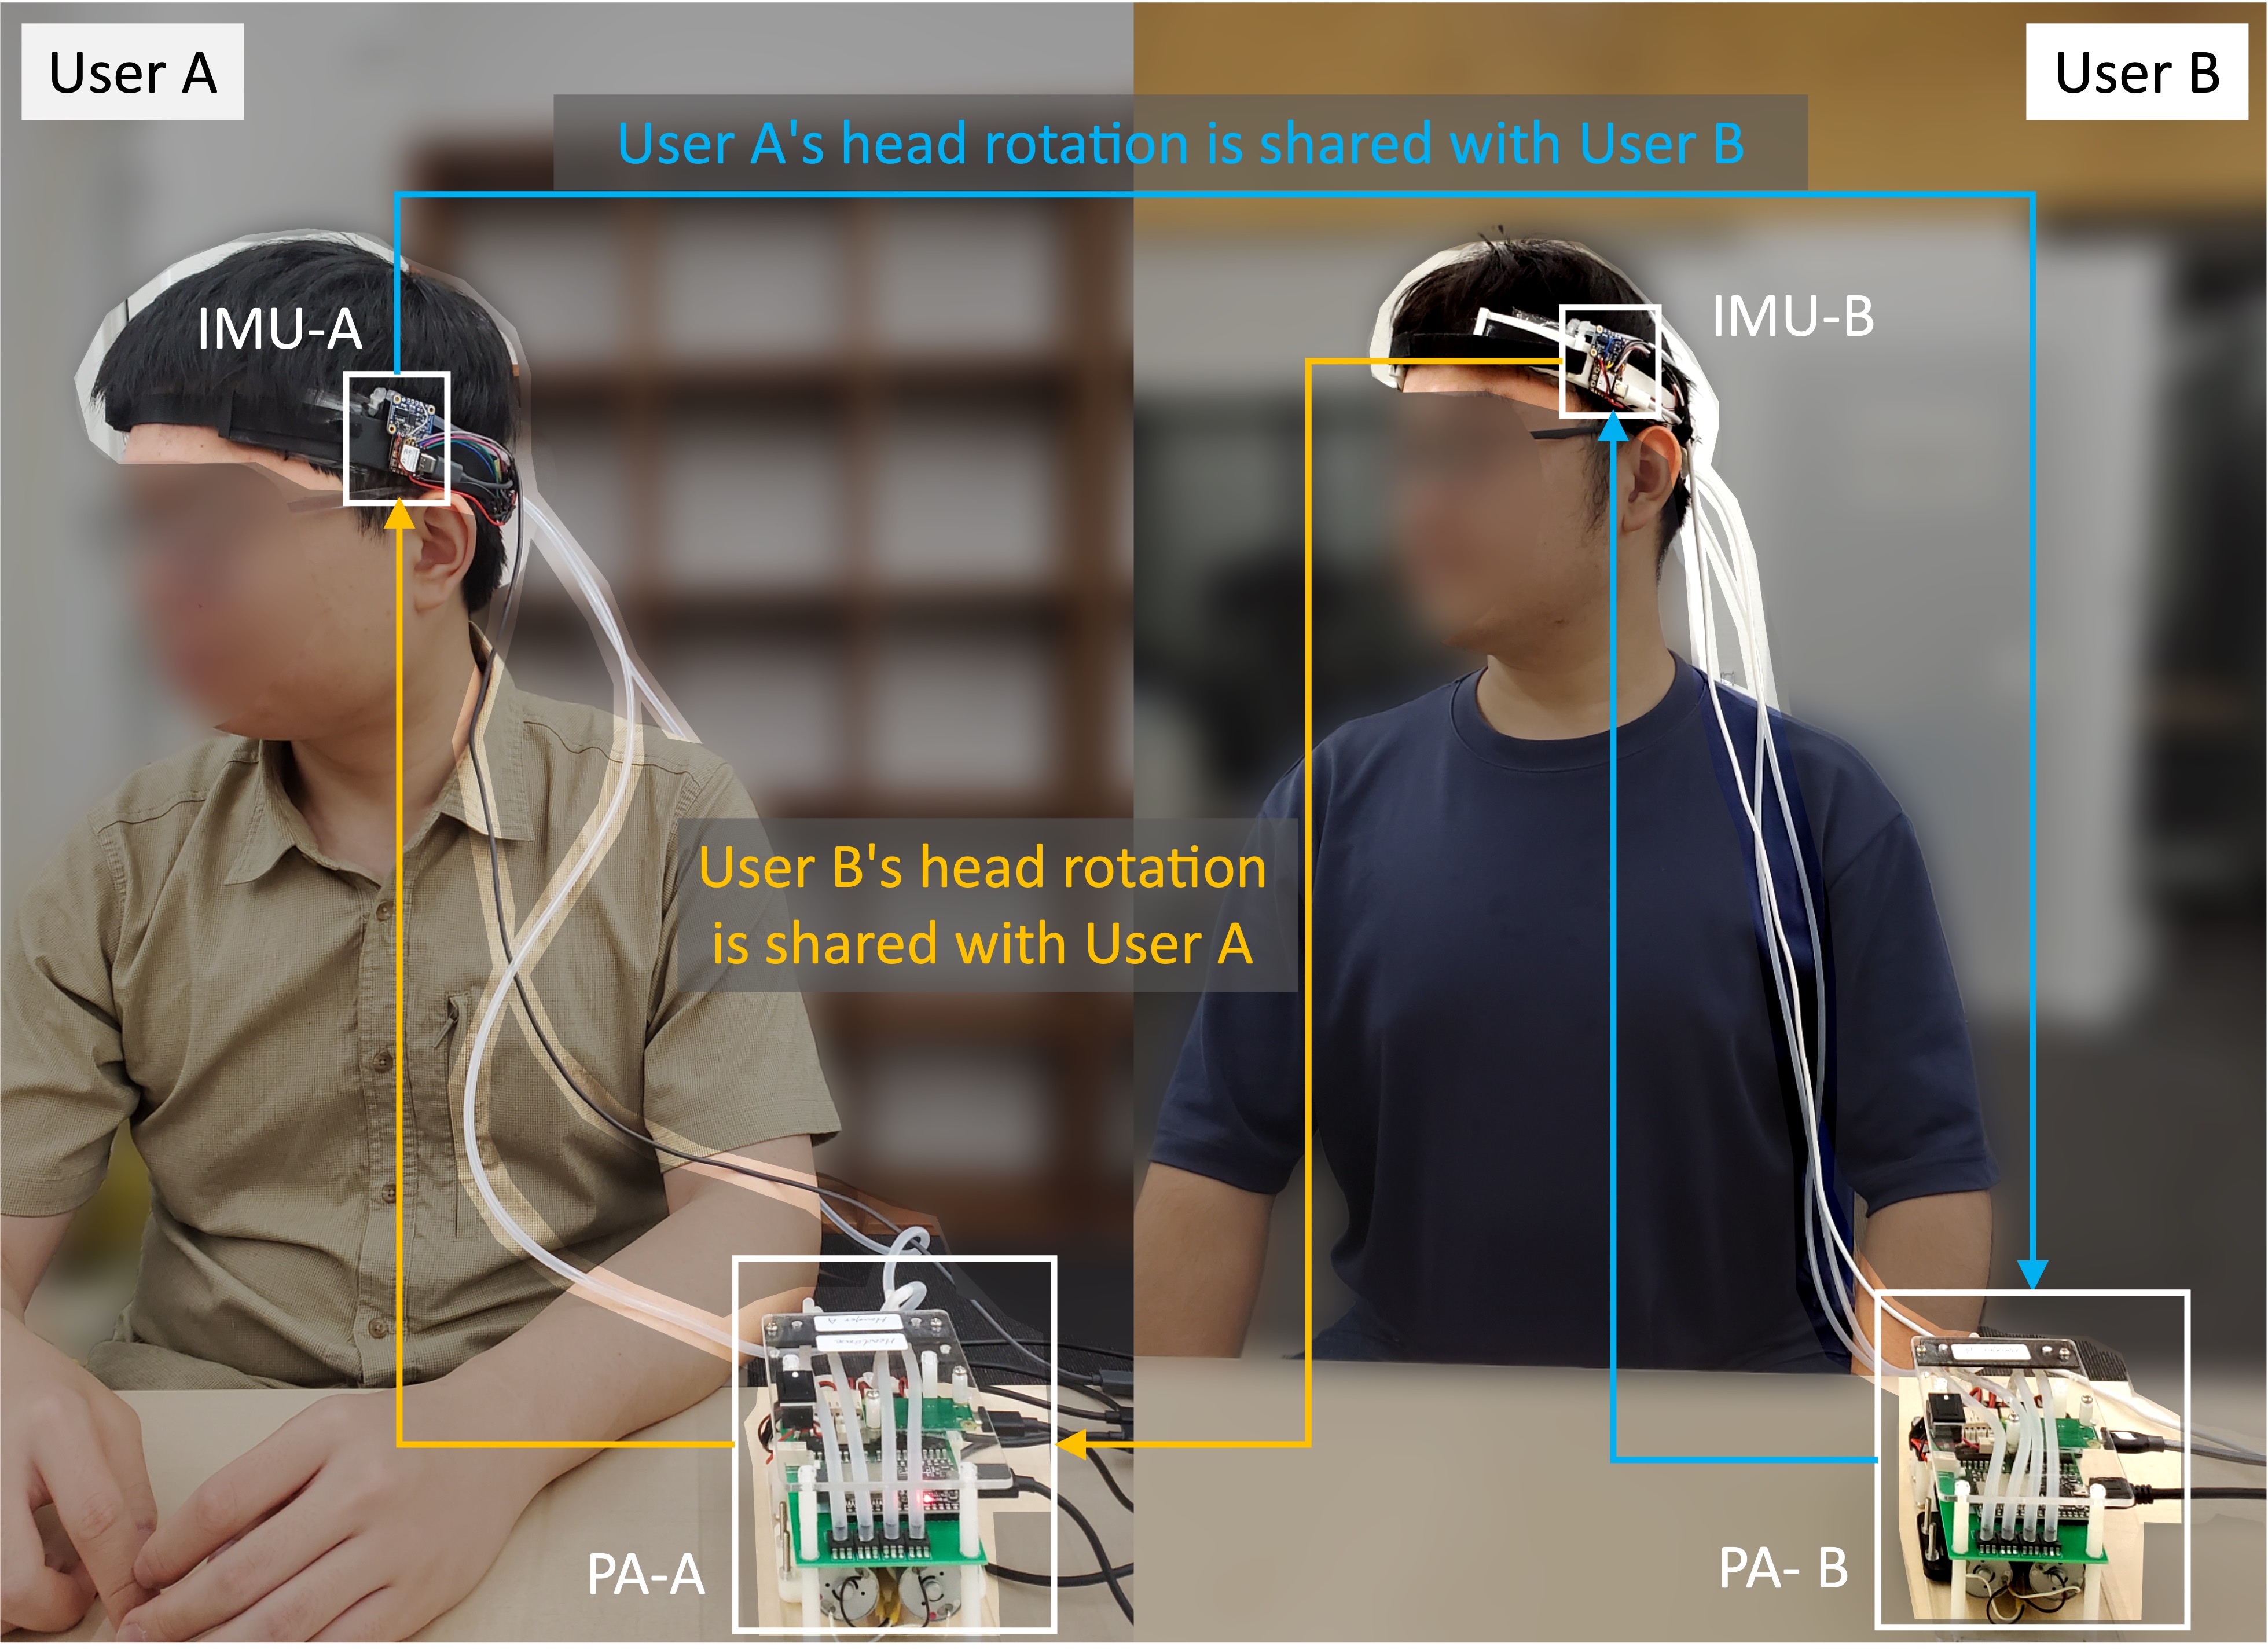 User A
User B
User A's head rotation is shared with User B
IMU-A
IMU-B
User B's head rotation
is shared with User A
PA-A
PA- B